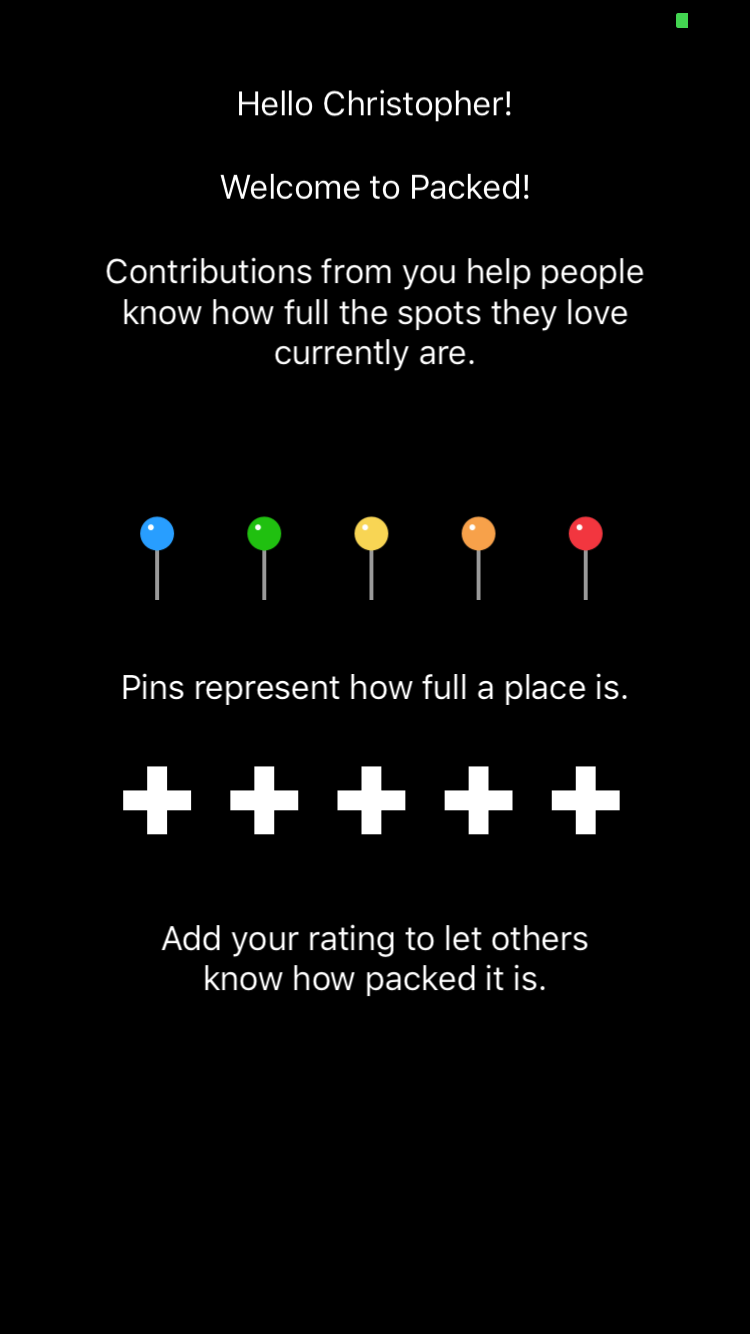 Hello Christopher!
Welcome to Packed!
Contributions from you help people
know how full the spots they love
currently are.
Pins represent how full a place is.
Add your rating to let others
know how packed it is.